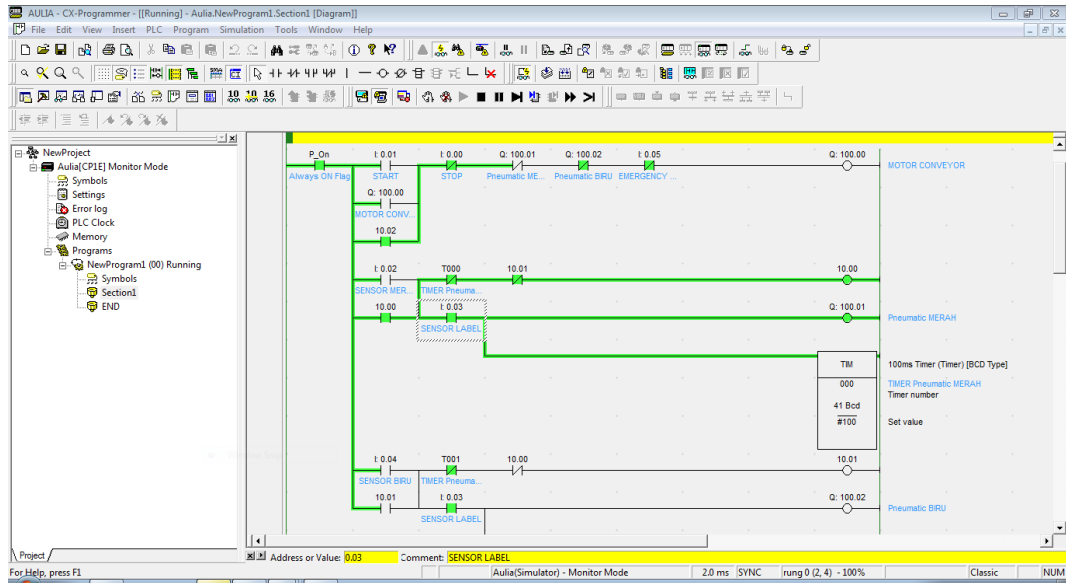 AULIA - CX-Programmer - [[Running] - Aulia.NewProgram1.Section1 [Diagram]]
File Edit View Insert PLC Program Simulation Tools Window Help
10 10 16
NewProject
Aulia[CP1E] Monitor Mode
Symbols
Settings
Error log
PLC Clock
Memory
Programs
NewProgram1 (00) Running
Symbols
Section1
END
Project
P_On I: 0.01 I: 0.00 Q: 100.01 Q: 100.02 I: 0.05 Q: 100.00
MOTOR CONVEYOR
Always ON Flag START STOP Pneumatic ME... Pneumatic BIRU EMERGENCY ...
Q: 100.00
MOTOR CONV...
10.02
I: 0.02 T000 10.01 10.00
SENSOR MER... TIMER Pneuma...
10.00 I: 0.03 Q: 100.01
Pneumatic MERAH
SENSOR LABEL
TIM 100ms Timer (Timer) [BCD Type]
000 TIMER Pneumatic MERAH
Timer number
41 Bcd
#100 Set value
I: 0.04 T001 10.00 10.01
SENSOR BIRU TIMER Pneuma...
10.01 I: 0.03 Q: 100.02
Pneumatic BIRU
SENSOR LABEL
Address or Value: 0.03 Comment: SENSOR LABEL
For Help, press F1 Aulia(Simulator) - Monitor Mode 2.0 ms SYNC rung 0 (2, 4) - 100% Classic NUM